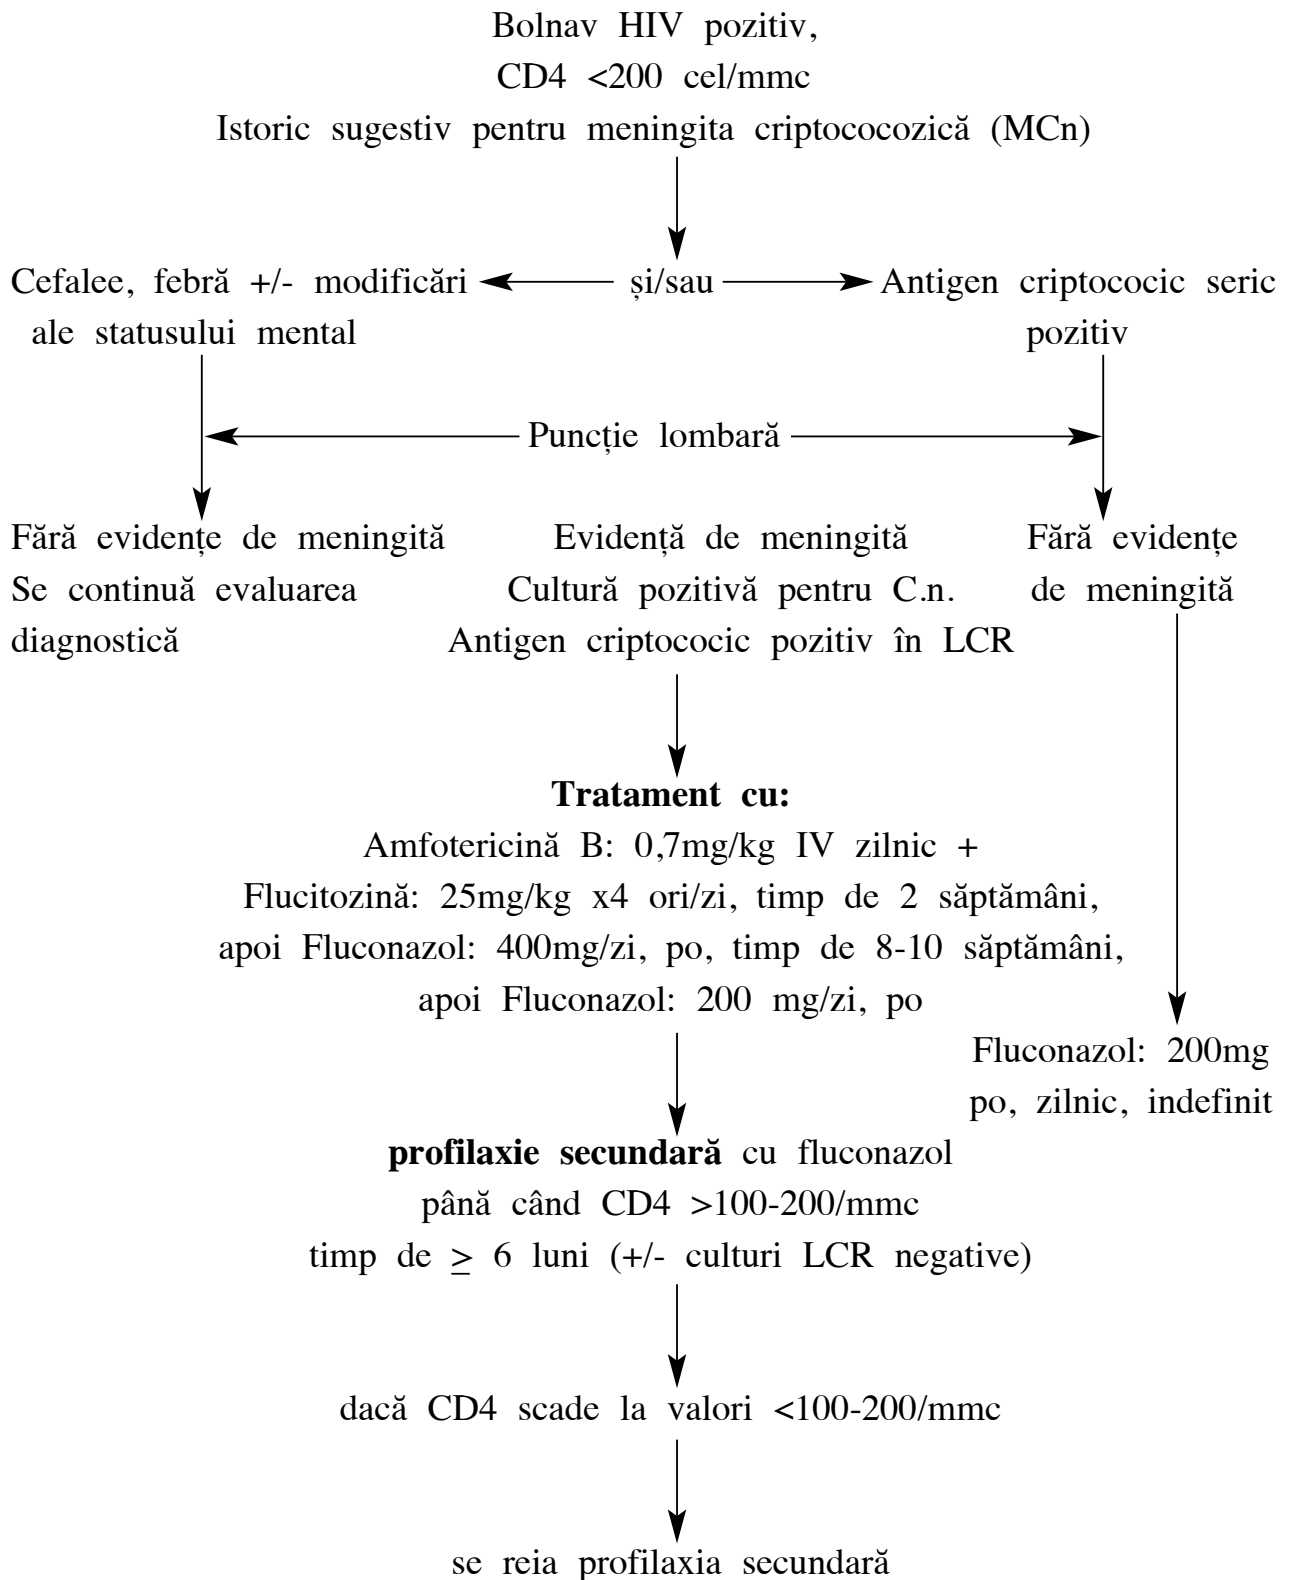 Bolnav HIV pozitiv,
CD4 <200 cel/mmc
Istoric sugestiv pentru meningita criptococozică (MCn)
Cefalee, febră +/- modificări
ale statusului mental
și/sau
Antigen criptococic seric
pozitiv
Puncție lombară
Fără evidențe de meningită
Se continuă evaluarea
diagnostică
Evidență de meningită
Cultură pozitivă pentru C.n.
Antigen criptococic pozitiv în LCR
Fără evidențe
de meningită
Tratament cu:
Amfotericină B: 0,7mg/kg IV zilnic +
Flucitozină: 25mg/kg x4 ori/zi, timp de 2 săptămâni,
apoi Fluconazol: 400mg/zi, po, timp de 8-10 săptămâni,
apoi Fluconazol: 200 mg/zi, po
Fluconazol: 200mg
po, zilnic, indefinit
profilaxie secundară cu fluconazol
până când CD4 >100-200/mmc
timp de ≥ 6 luni (+/- culturi LCR negative)
dacă CD4 scade la valori <100-200/mmc
se reia profilaxia secundară